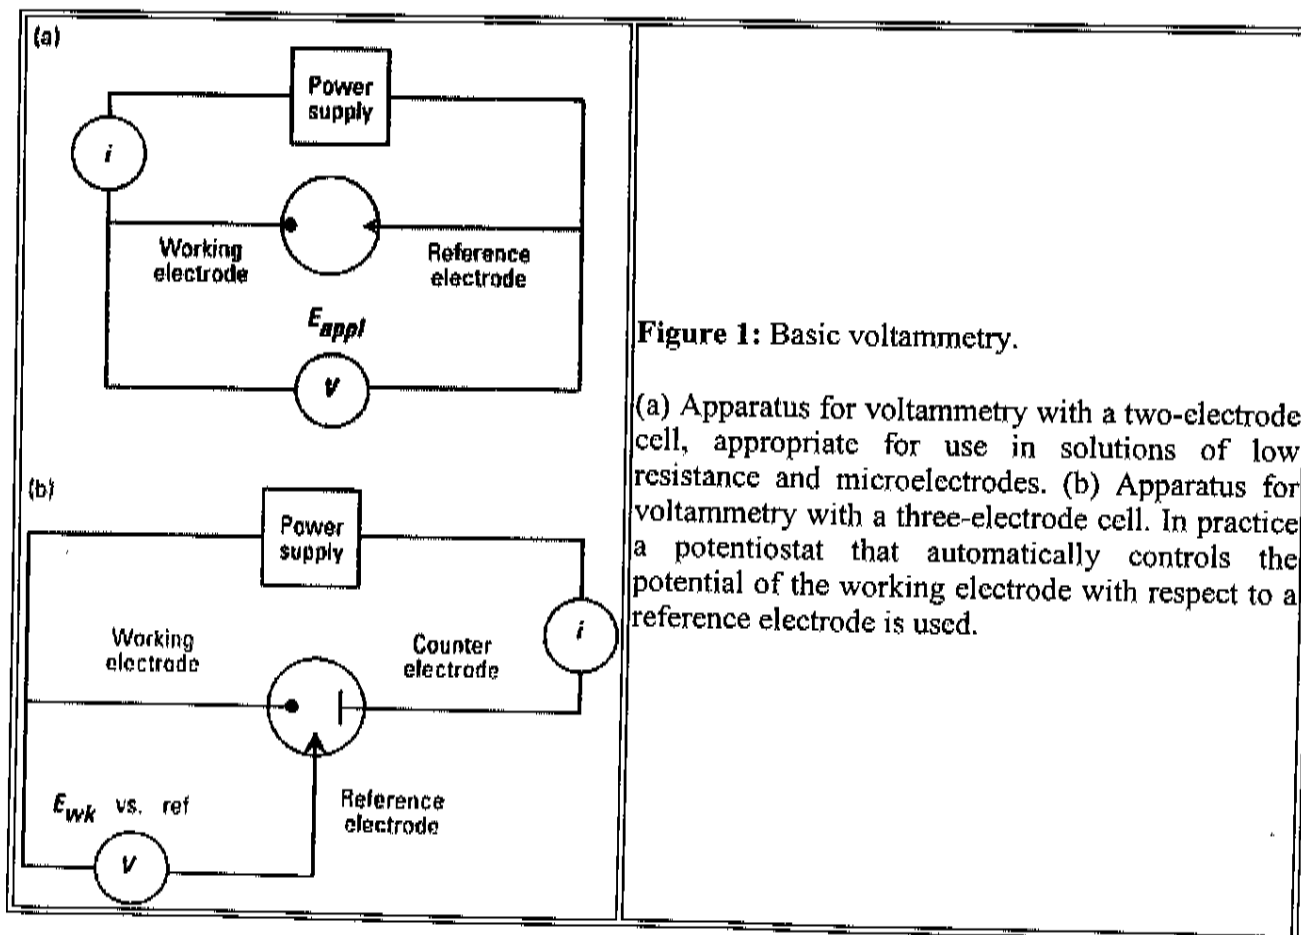 (a)
Power
supply
i
Working
electrode
Reference
electrode
E appl
V
(b)
Power
supply
Working
electrode
Counter
electrode
i
E wk vs. ref
Reference
electrode
V
Figure 1: Basic voltammetry.
(a) Apparatus for voltammetry with a two-electrode
cell, appropriate for use in solutions of low
resistance and microelectrodes. (b) Apparatus for
voltammetry with a three-electrode cell. In practice
a potentiostat that automatically controls the
potential of the working electrode with respect to a
reference electrode is used.